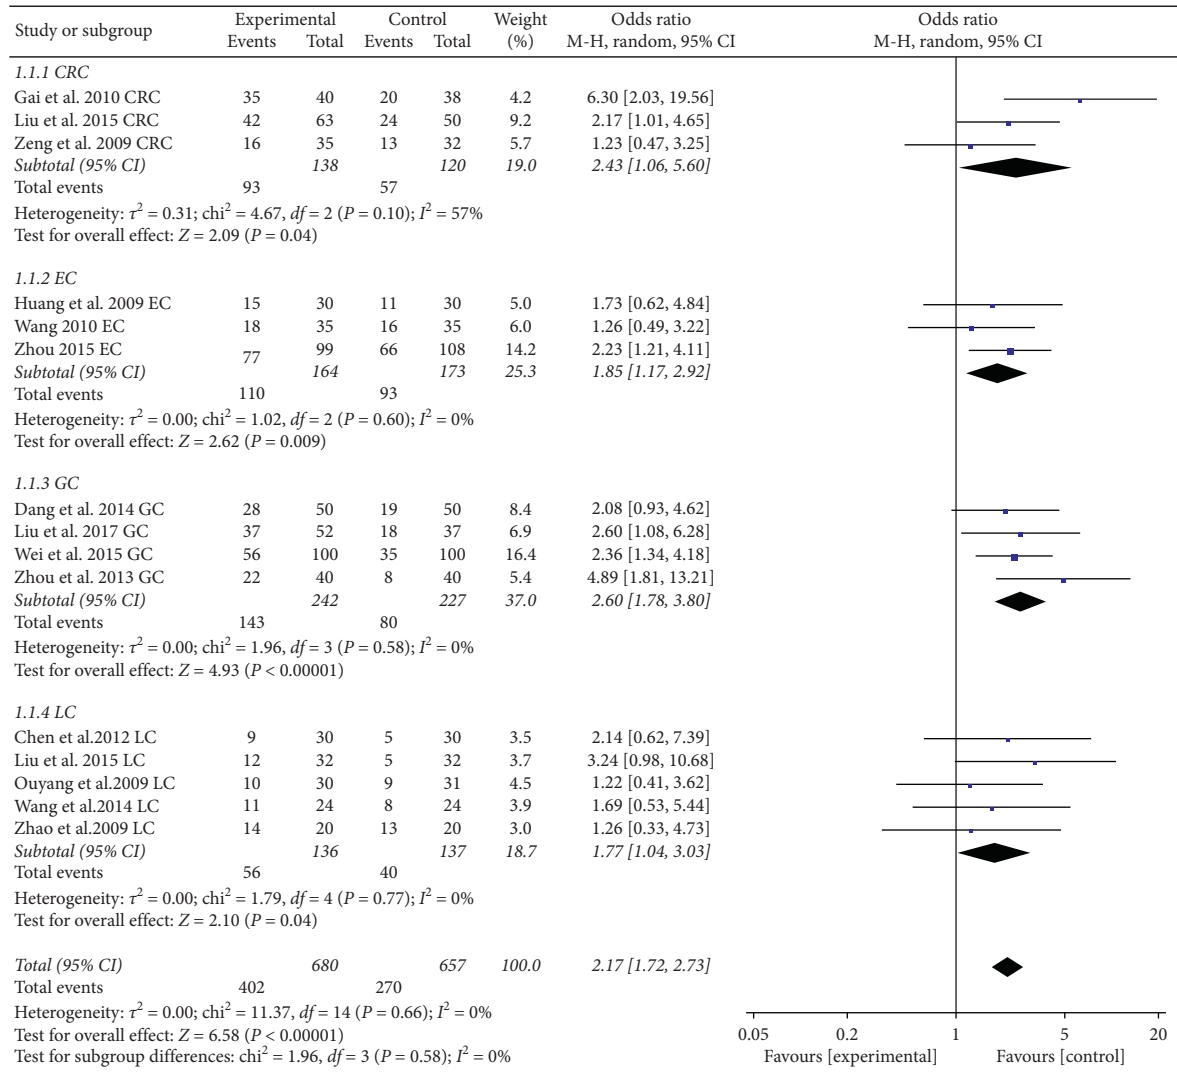 Study or subgroup Experimental Control Weight Odds ratio Odds ratio
Events Total Events Total (%) M-H, random, 95% CI M-H, random, 95% CI
1.1.1 CRC
Gai et al. 2010 CRC 35 40 20 38 4.2 6.30 [2.03, 19.56]
Liu et al. 2015 CRC 42 63 24 50 9.2 2.17 [1.01, 4.65]
Zeng et al. 2009 CRC 16 35 13 32 5.7 1.23 [0.47, 3.25]
Subtotal (95% CI) 138 120 19.0 2.43 [1.06, 5.60]
Total events 93 57
Heterogeneity: τ² = 0.31; chi² = 4.67, df = 2 (P = 0.10); I² = 57%
Test for overall effect: Z = 2.09 (P = 0.04)
1.1.2 EC
Huang et al. 2009 EC 15 30 11 30 5.0 1.73 [0.62, 4.84]
Wang 2010 EC 18 35 16 35 6.0 1.26 [0.49, 3.22]
Zhou 2015 EC 77 99 66 108 14.2 2.23 [1.21, 4.11]
Subtotal (95% CI) 164 173 25.3 1.85 [1.17, 2.92]
Total events 110 93
Heterogeneity: τ² = 0.00; chi² = 1.02, df = 2 (P = 0.60); I² = 0%
Test for overall effect: Z = 2.62 (P = 0.009)
1.1.3 GC
Dang et al. 2014 GC 28 50 19 50 8.4 2.08 [0.93, 4.62]
Liu et al. 2017 GC 37 52 18 37 6.9 2.60 [1.08, 6.28]
Wei et al. 2015 GC 56 100 35 100 16.4 2.36 [1.34, 4.18]
Zhou et al. 2013 GC 22 40 8 40 5.4 4.89 [1.81, 13.21]
Subtotal (95% CI) 242 227 37.0 2.60 [1.78, 3.80]
Total events 143 80
Heterogeneity: τ² = 0.00; chi² = 1.96, df = 3 (P = 0.58); I² = 0%
Test for overall effect: Z = 4.93 (P < 0.00001)
1.1.4 LC
Chen et al.2012 LC 9 30 5 30 3.5 2.14 [0.62, 7.39]
Liu et al. 2015 LC 12 32 5 32 3.7 3.24 [0.98, 10.68]
Ouyang et al.2009 LC 10 30 9 31 4.5 1.22 [0.41, 3.62]
Wang et al.2014 LC 11 24 8 24 3.9 1.69 [0.53, 5.44]
Zhao et al.2009 LC 14 20 13 20 3.0 1.26 [0.33, 4.73]
Subtotal (95% CI) 136 137 18.7 1.77 [1.04, 3.03]
Total events 56 40
Heterogeneity: τ² = 0.00; chi² = 1.79, df = 4 (P = 0.77); I² = 0%
Test for overall effect: Z = 2.10 (P = 0.04)
Total (95% CI) 680 657 100.0 2.17 [1.72, 2.73]
Total events 402 270
Heterogeneity: τ² = 0.00; chi² = 11.37, df = 14 (P = 0.66); I² = 0%
Test for overall effect: Z = 6.58 (P < 0.00001)
Test for subgroup differences: chi² = 1.96, df = 3 (P = 0.58); I² = 0%
0.05 0.2 1 5 20
Favours [experimental] Favours [control]